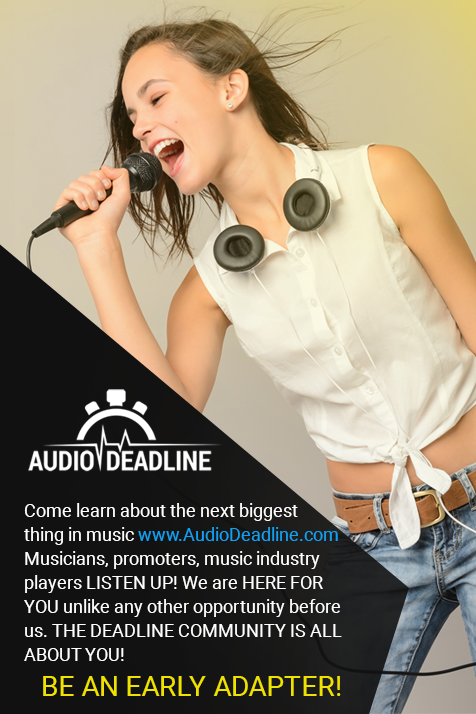 AUDIO DEADLINE
Come learn about the next biggest
thing in music www.AudioDeadline.com
Musicians, promoters, music industry
players LISTEN UP! We are HERE FOR
YOU unlike any other opportunity before
us. THE DEADLINE COMMUNITY IS ALL
ABOUT YOU!
BE AN EARLY ADAPTER!